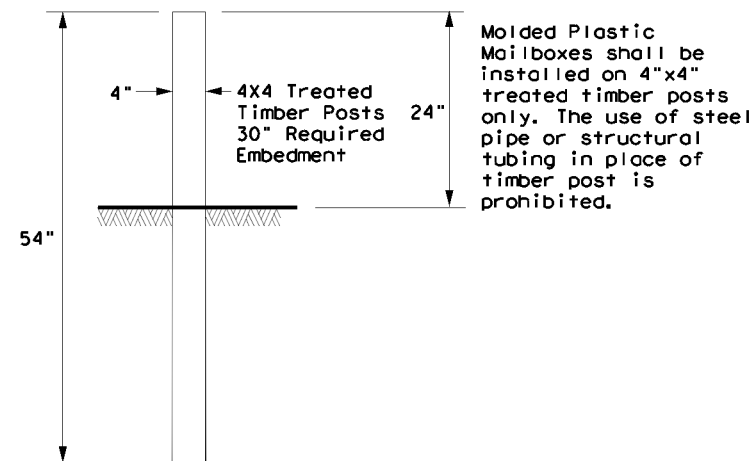 Molded Plastic
Mailboxes shall be
installed on 4"x4"
treated timber posts
only. The use of steel
pipe or structural
tubing in place of
timber post is
prohibited.
4"
4X4 Treated
Timber Posts
30" Required
Embedment
24"
54"